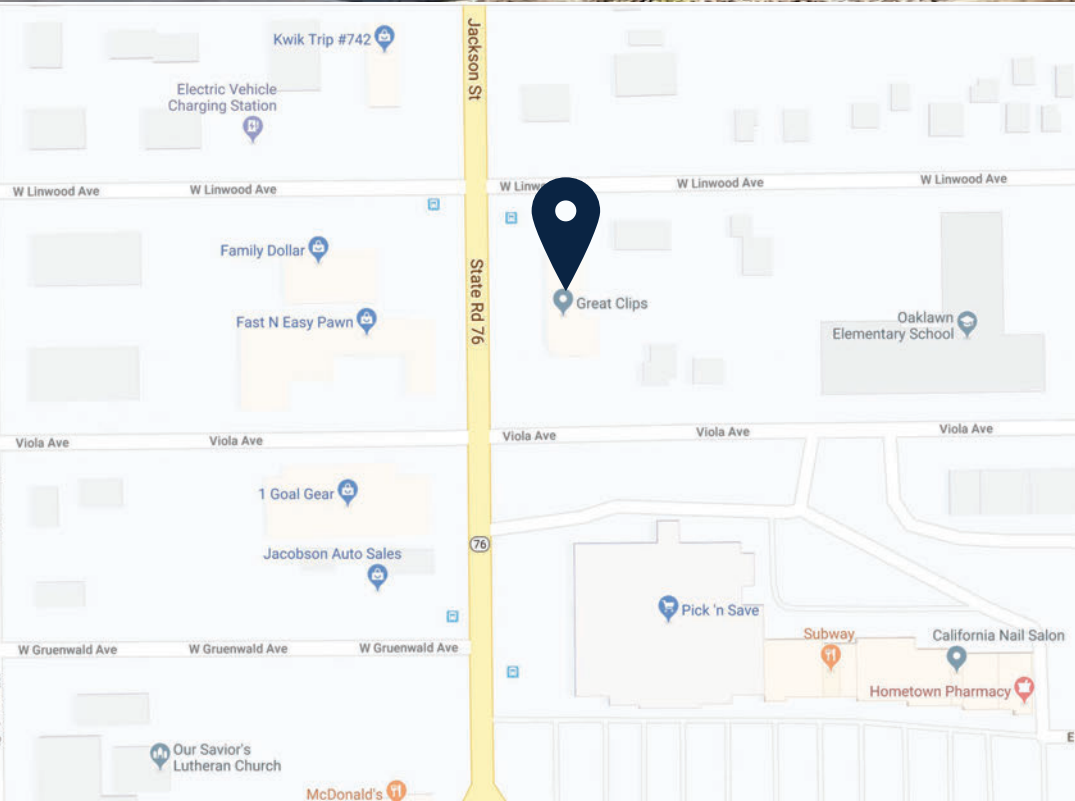 Kwik Trip #742
Jackson St
Electric Vehicle
Charging Station
W Linwood Ave
W Linwood Ave
W Linw
W Linwood Ave
W Linwood Ave
Family Dollar
State Rd 76
Great Clips
Fast N Easy Pawn
Oaklawn
Elementary School
Viola Ave
Viola Ave
Viola Ave
Viola Ave
Viola Ave
1 Goal Gear
76
Jacobson Auto Sales
Pick 'n Save
Subway
California Nail Salon
W Gruenwald Ave
W Gruenwald Ave
W Gruenwald Ave
Hometown Pharmacy
E
Our Savior's
Lutheran Church
McDonald's